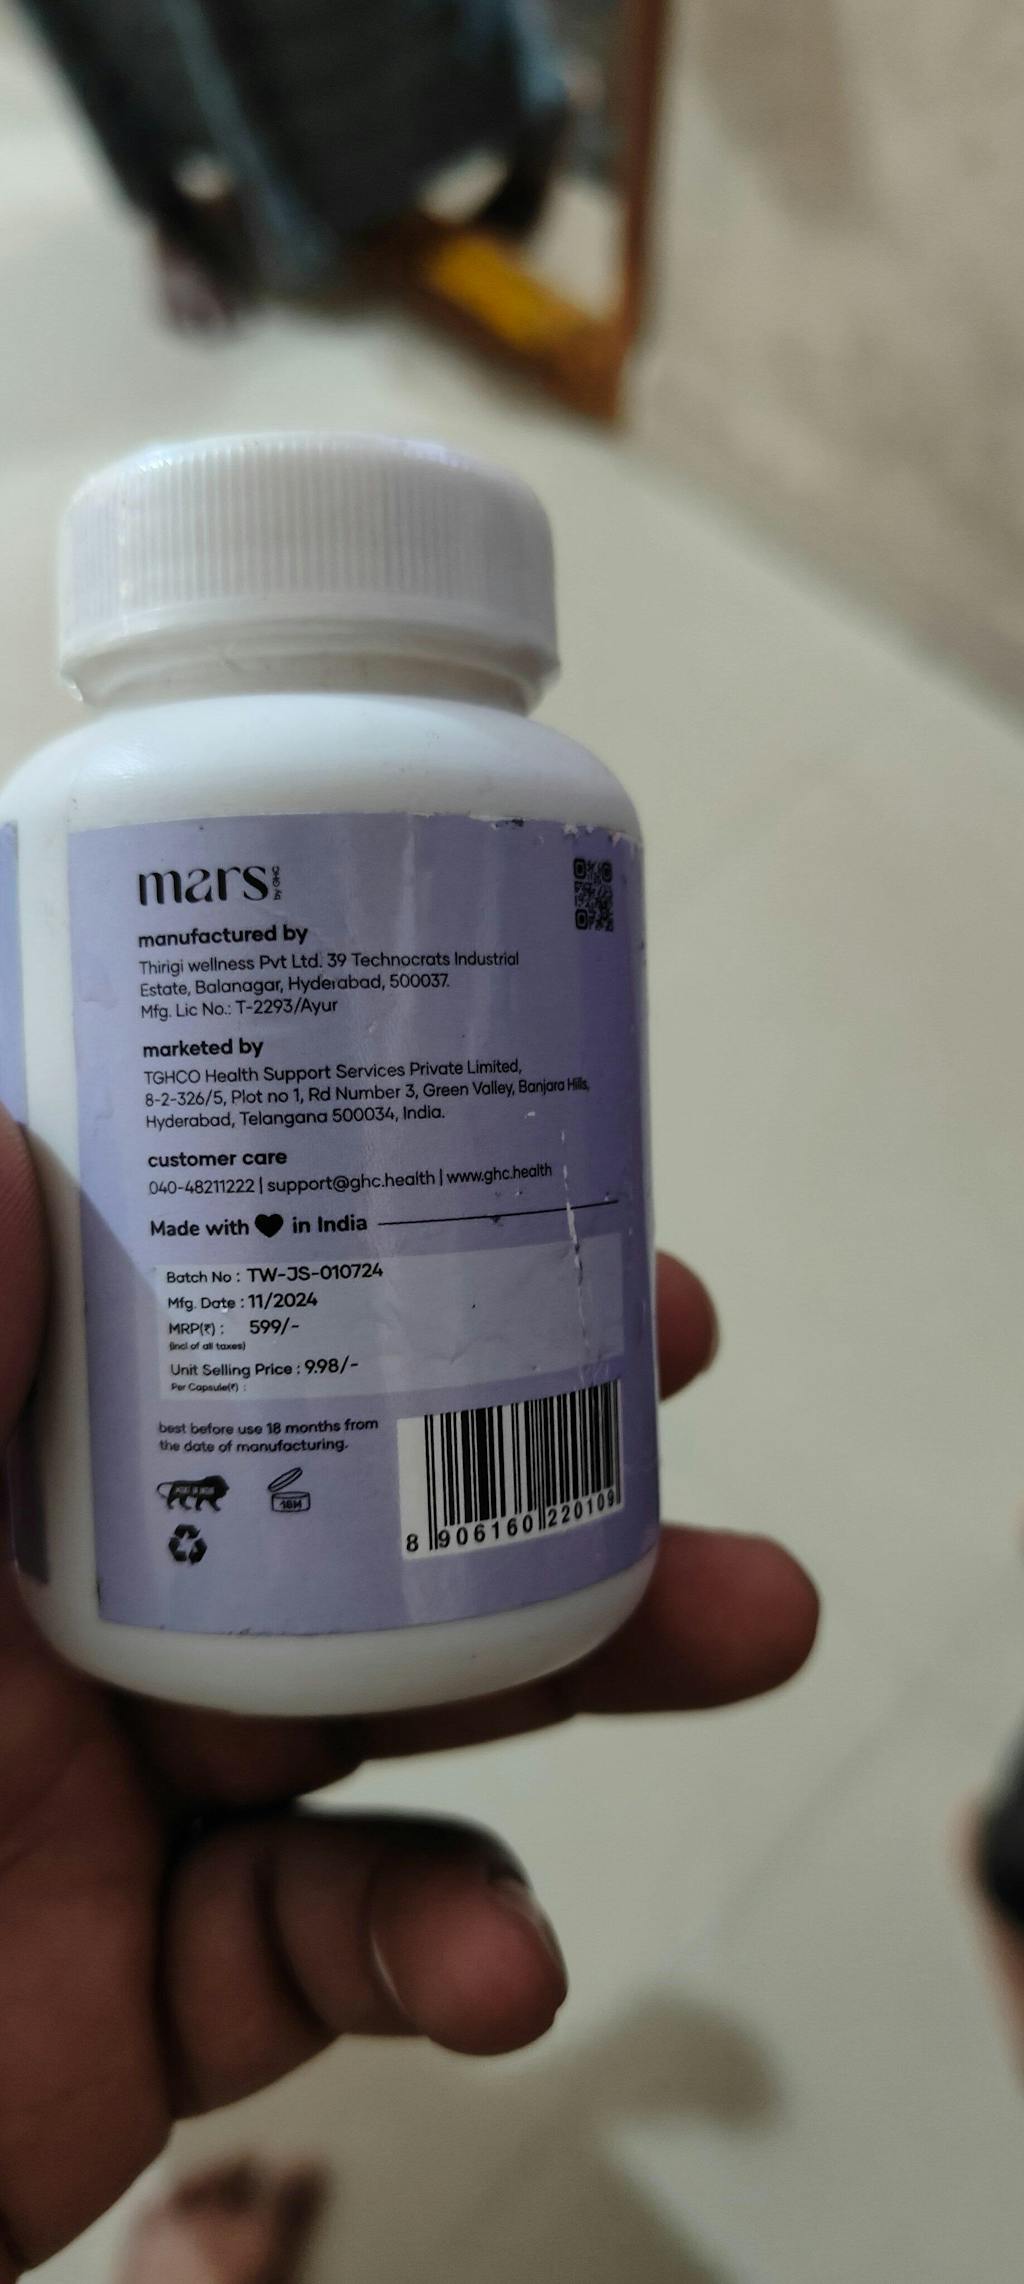 mars by GHC
manufactured by
Thirigi wellness Pvt Ltd. 39 Technocrats Industrial
Estate, Balanagar, Hyderabad, 500037.
Mfg. Lic No.: T-2293/Ayur
marketed by
TGHCO Health Support Services Private Limited,
8-2-326/5, Plot no 1, Rd Number 3, Green Valley, Banjara Hills,
Hyderabad, Telangana 500034, India.
customer care
040-48211222 | support@ghc.health | www.ghc.health
Made with ♥ in India
Batch No : TW-JS-010724
Mfg. Date : 11/2024
MRP(₹) : 599/-
(incl of all taxes)
Unit Selling Price : 9.98/-
Per Capsule(₹) :
best before use 18 months from
the date of manufacturing.
MAKE IN INDIA
18M
8 906160 220109